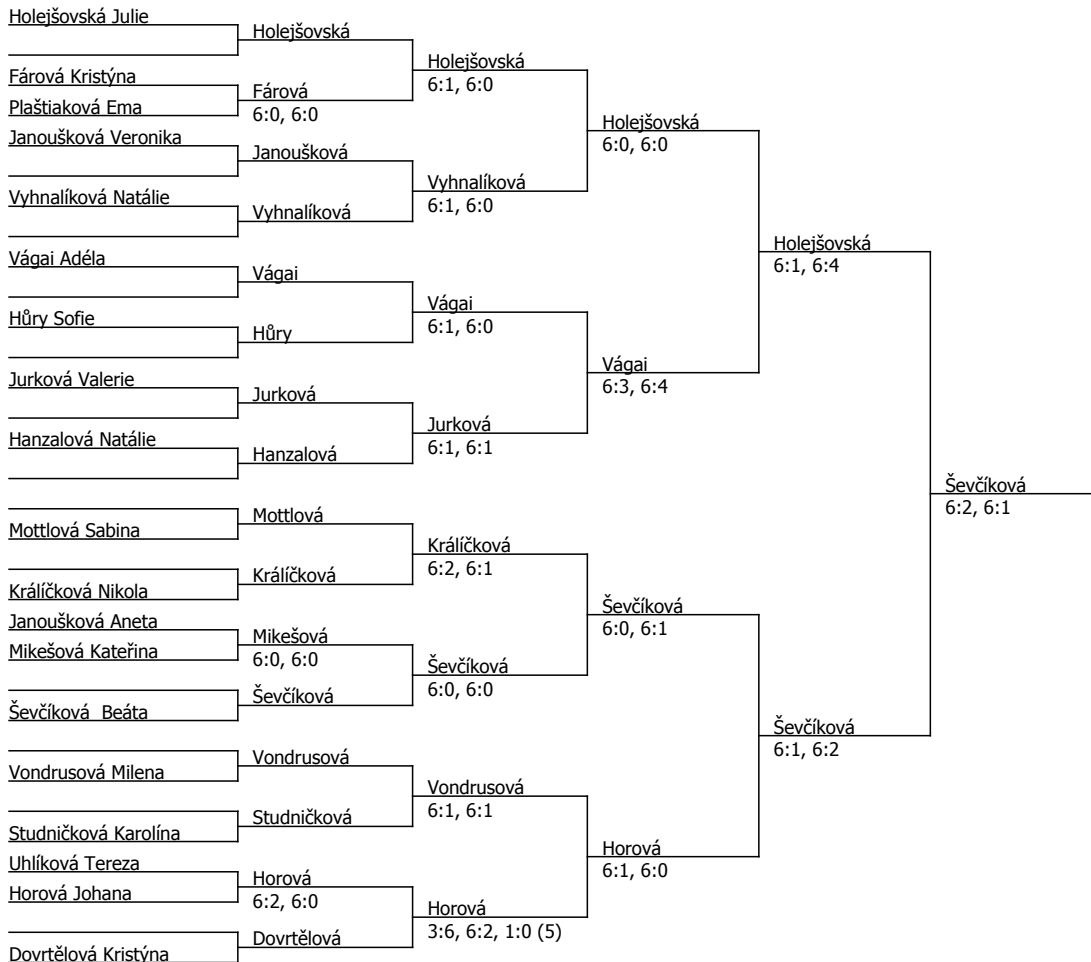 Holejšovská Julie
Holejšovská
Holejšovská
6:1, 6:0
Fárová Kristýna
Fárová
6:0, 6:0
Plaštiaková Ema
Holejšovská
6:0, 6:0
Janoušková Veronika
Janoušková
Vyhnalíková
6:1, 6:0
Vyhnalíková Natálie
Vyhnalíková
Holejšovská
6:1, 6:4
Vágai Adéla
Vágai
Vágai
6:1, 6:0
Hůry Sofie
Hůry
Vágai
6:3, 6:4
Jurková Valerie
Jurková
Jurková
6:1, 6:1
Hanzalová Natálie
Hanzalová
Ševčíková
6:2, 6:1
Mottlová
Mottlová Sabina
Králíčková
6:2, 6:1
Králíčková
Králíčková Nikola
Ševčíková
6:0, 6:1
Janoušková Aneta
Mikešová
6:0, 6:0
Mikešová Kateřina
Ševčíková
6:0, 6:0
Ševčíková
Ševčíková  Beáta
Ševčíková
6:1, 6:2
Vondrusová
Vondrusová Milena
Vondrusová
6:1, 6:1
Studničková
Studničková Karolína
Horová
6:1, 6:0
Uhlíková Tereza
Horová
6:2, 6:0
Horová Johana
Horová
3:6, 6:2, 1:0 (5)
Dovrtělová
Dovrtělová Kristýna